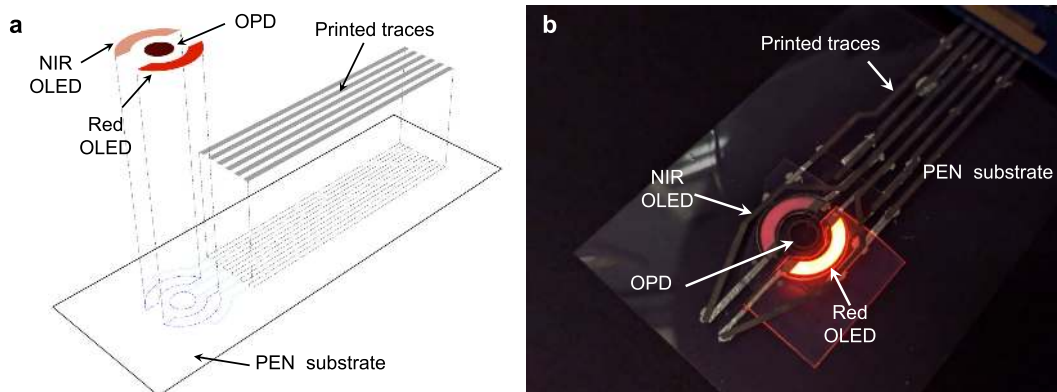 a
OPD
Printed traces
NIR
OLED
Red
OLED
PEN substrate
b
Printed traces
PEN substrate
NIR
OLED
OPD
Red
OLED